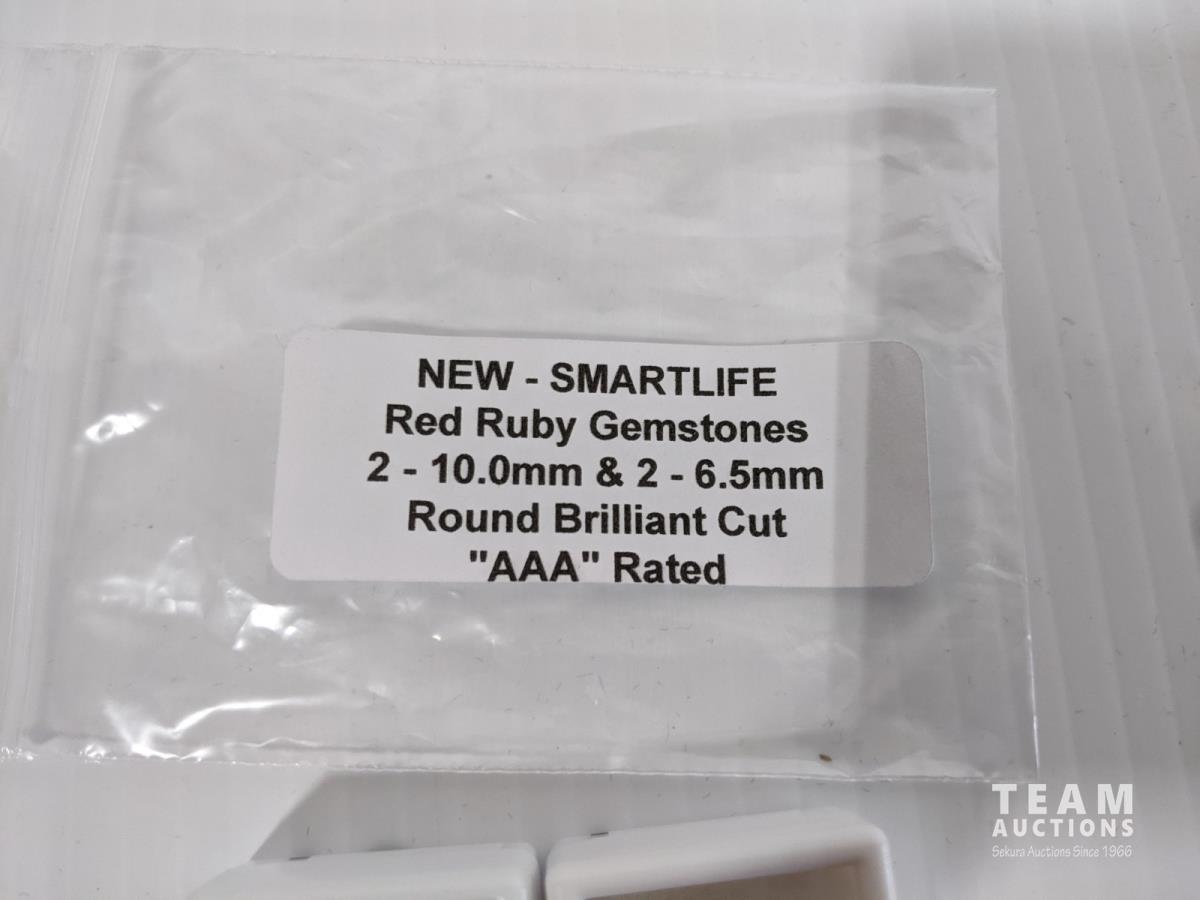 NEW - SMARTLIFE
Red Ruby Gemstones
2 - 10.0mm & 2 - 6.5mm
Round Brilliant Cut
"AAA" Rated
TEAM
AUCTIONS
Sekura Auctions Since 1966